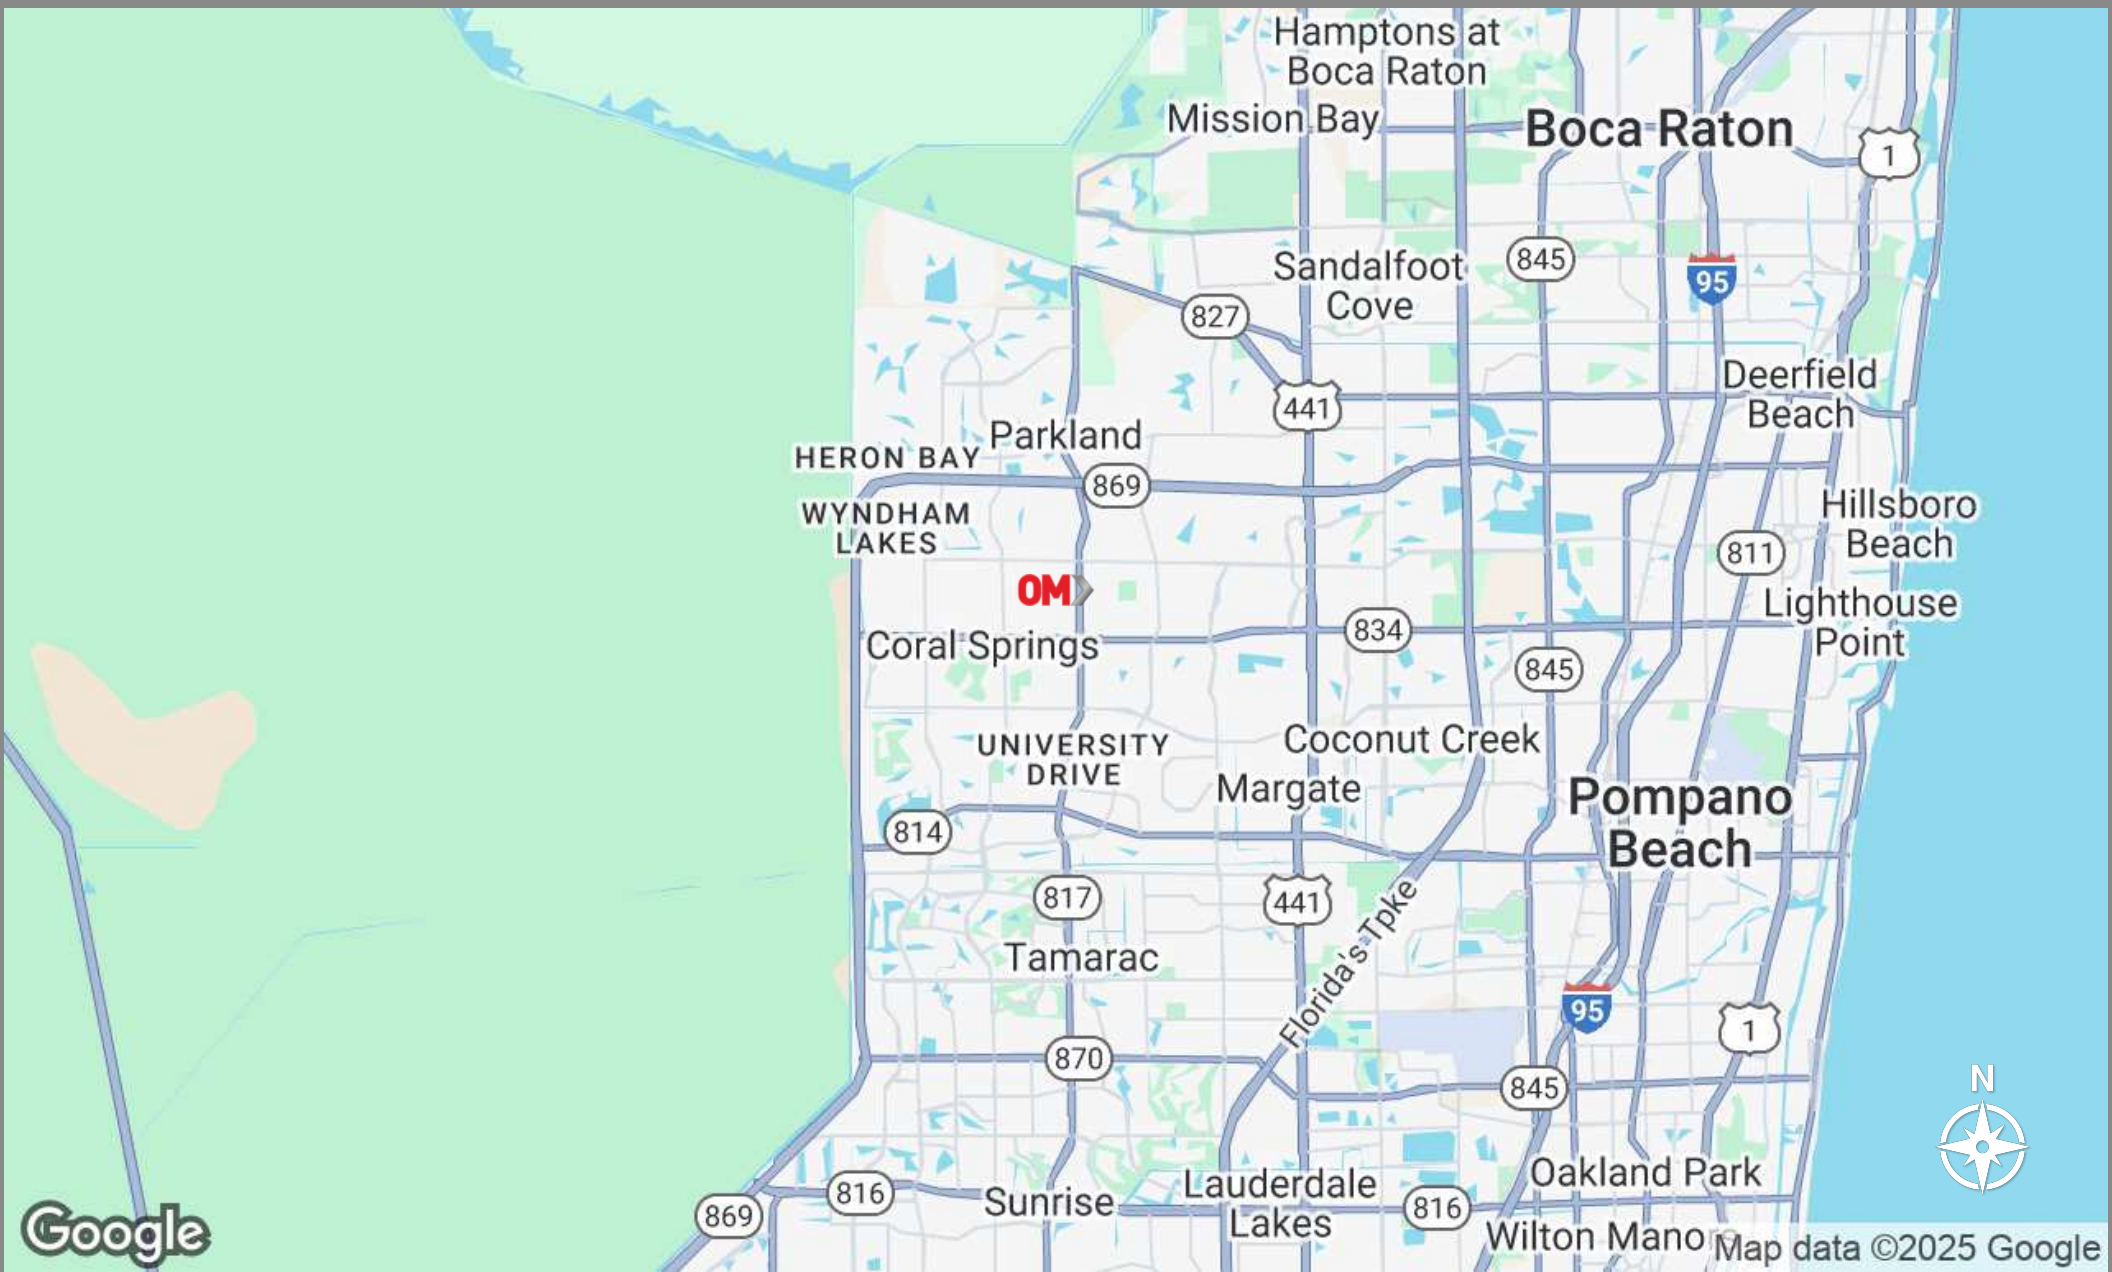 Hamptons at
Boca Raton
Mission Bay
Boca Raton
1
Sandalfoot
Cove
845
95
827
Deerfield
Beach
441
Parkland
HERON BAY
869
WYNDHAM
LAKES
Hillsboro
Beach
811
OM
Lighthouse
Point
834
Coral Springs
845
UNIVERSITY
DRIVE
Coconut Creek
Margate
Pompano
Beach
814
817
441
Florida's Tpke
Tamarac
95
1
870
845
N
Oakland Park
816
Sunrise
Lauderdale
Lakes
816
869
Wilton Manors
Google
Map data ©2025 Google